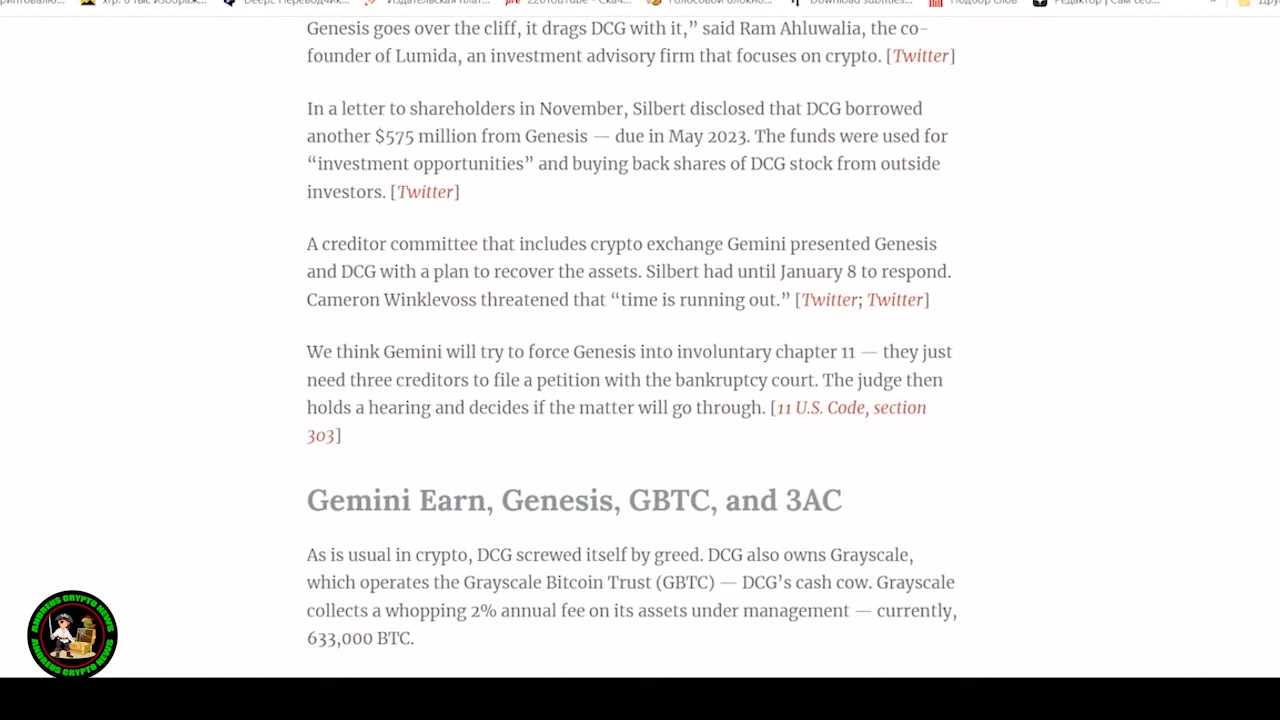 Genesis goes over the cliff, it drags DCG with it,” said Ram Ahluwalia, the co-
founder of Lumida, an investment advisory firm that focuses on crypto. [Twitter]
In a letter to shareholders in November, Silbert disclosed that DCG borrowed
another $575 million from Genesis — due in May 2023. The funds were used for
“investment opportunities” and buying back shares of DCG stock from outside
investors. [Twitter]
A creditor committee that includes crypto exchange Gemini presented Genesis
and DCG with a plan to recover the assets. Silbert had until January 8 to respond.
Cameron Winklevoss threatened that “time is running out.” [Twitter; Twitter]
We think Gemini will try to force Genesis into involuntary chapter 11 — they just
need three creditors to file a petition with the bankruptcy court. The judge then
holds a hearing and decides if the matter will go through. [11 U.S. Code, section
303]
Gemini Earn, Genesis, GBTC, and 3AC
As is usual in crypto, DCG screwed itself by greed. DCG also owns Grayscale,
which operates the Grayscale Bitcoin Trust (GBTC) — DCG’s cash cow. Grayscale
collects a whopping 2% annual fee on its assets under management — currently,
633,000 BTC.
ANDREUS CRYPTO NEWS
ANDREUS CRYPTO NEWS